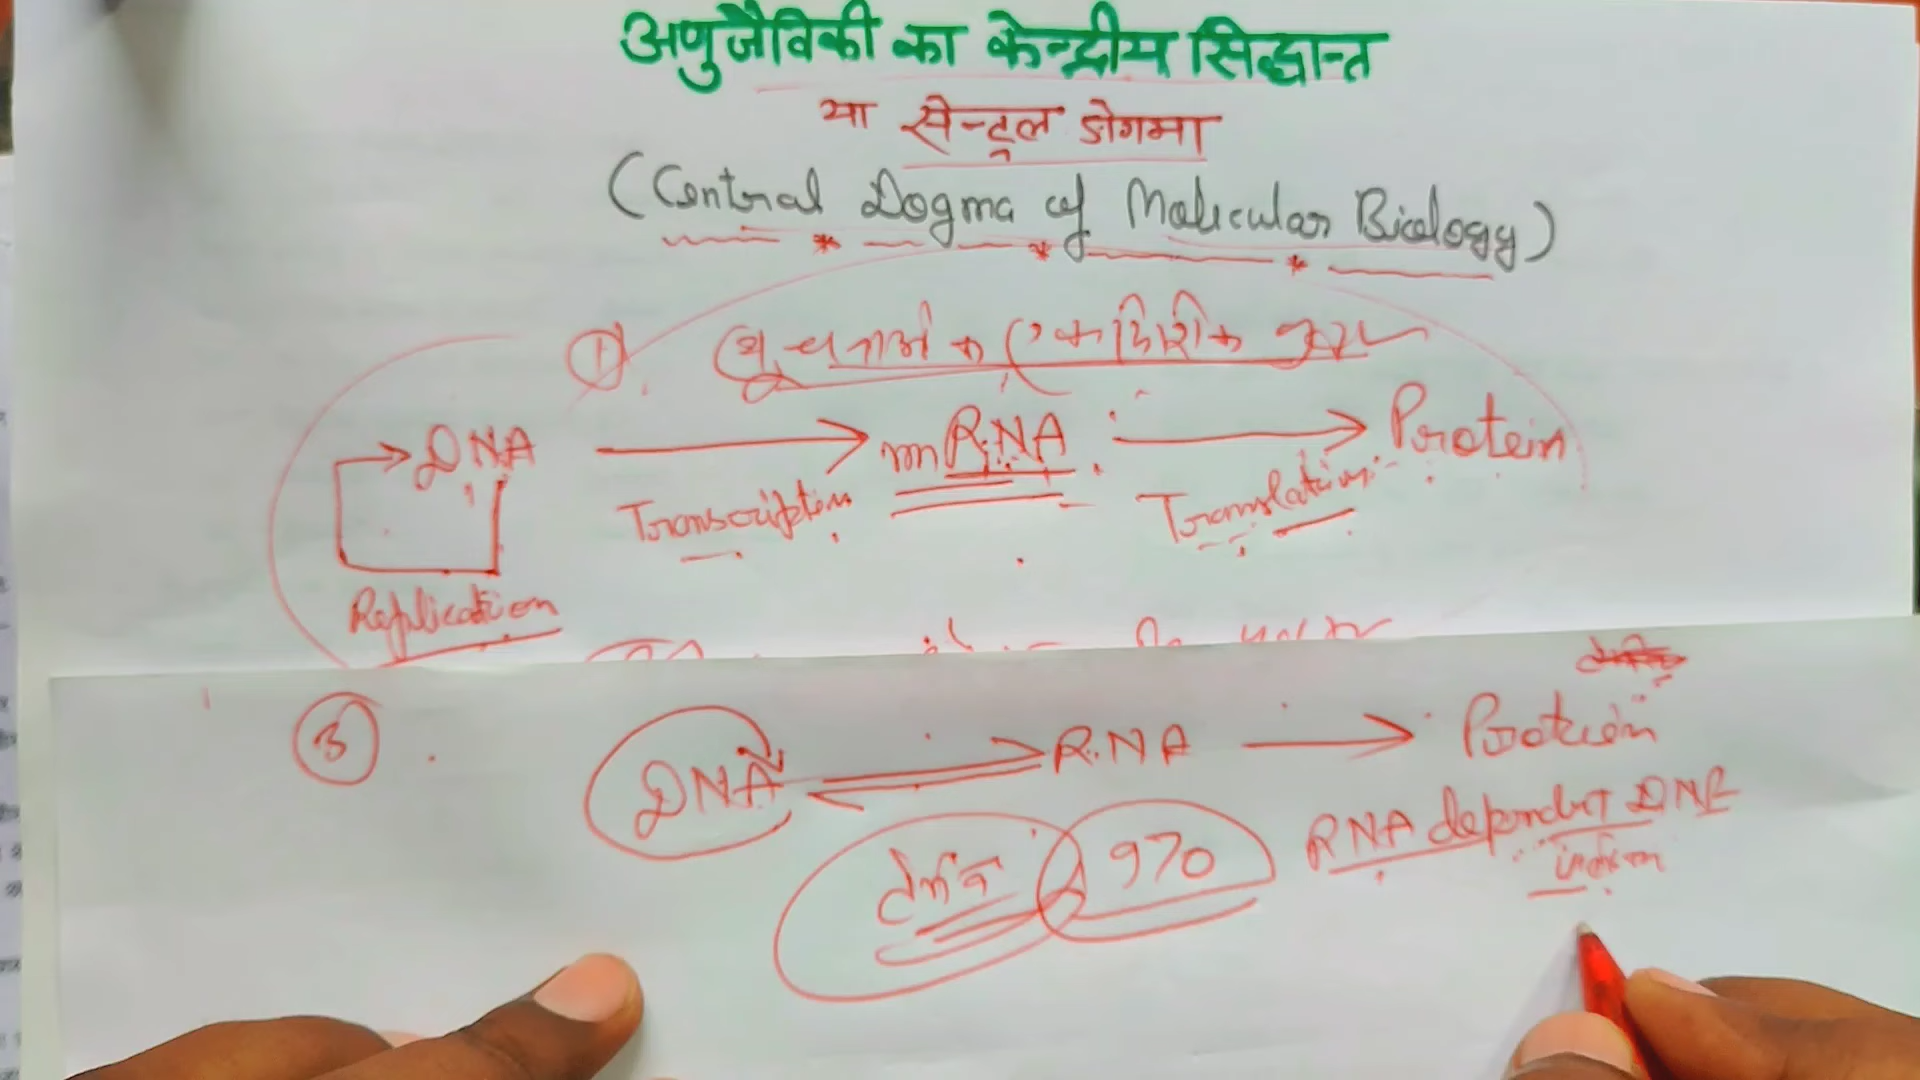 अणुजैविकी का केन्द्रीय सिद्धान्त
या सेन्ट्रल डोगमा
(Central Dogma of Molecular Biology)
①
DNA → mRNA → Protein
Transcription Translation
Replication
③ DNA ⇌ RNA → Protein
टेमिन 1970 RNA dependent DNA